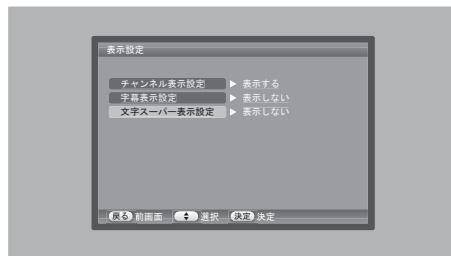 表示設定
チャンネル表示設定 ▶ 表示する
字幕表示設定 ▶ 表示しない
文字スーパー表示設定 ▶ 表示しない
戻る 前画面 選択 決定 決定